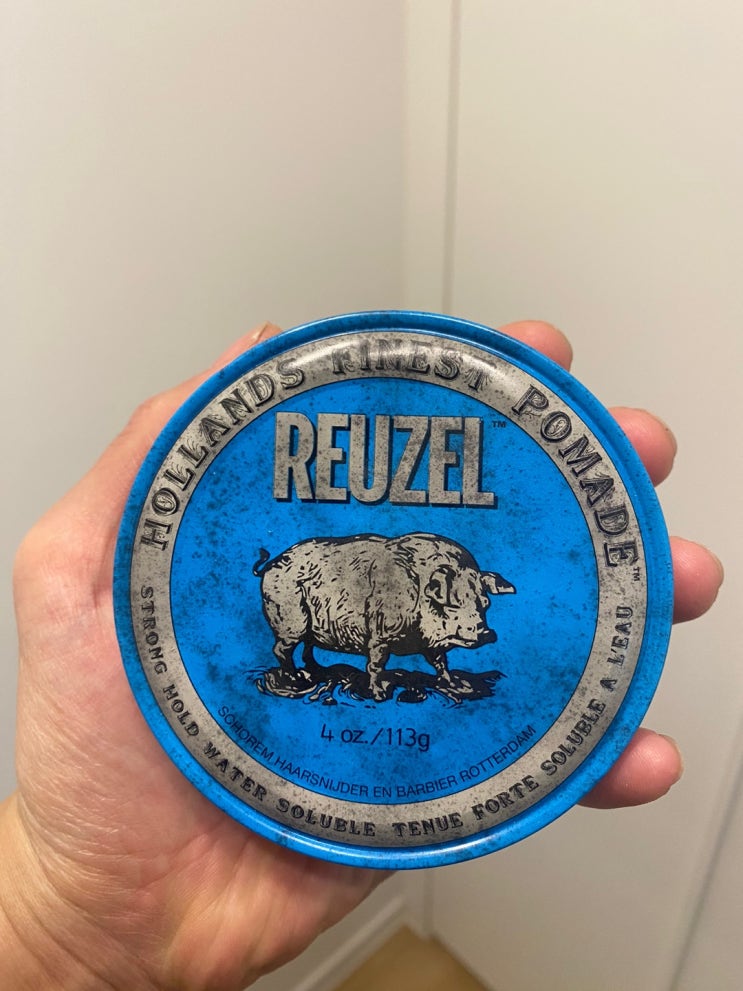 HOLLANDS FINEST POMADE™
REUZEL™
4 oz./113g
SCHOREM HAARSNIJDER EN BARBIER ROTTERDAM
STRONG HOLD WATER SOLUBLE TENUE FORTE SOLUBLE A L'EAU